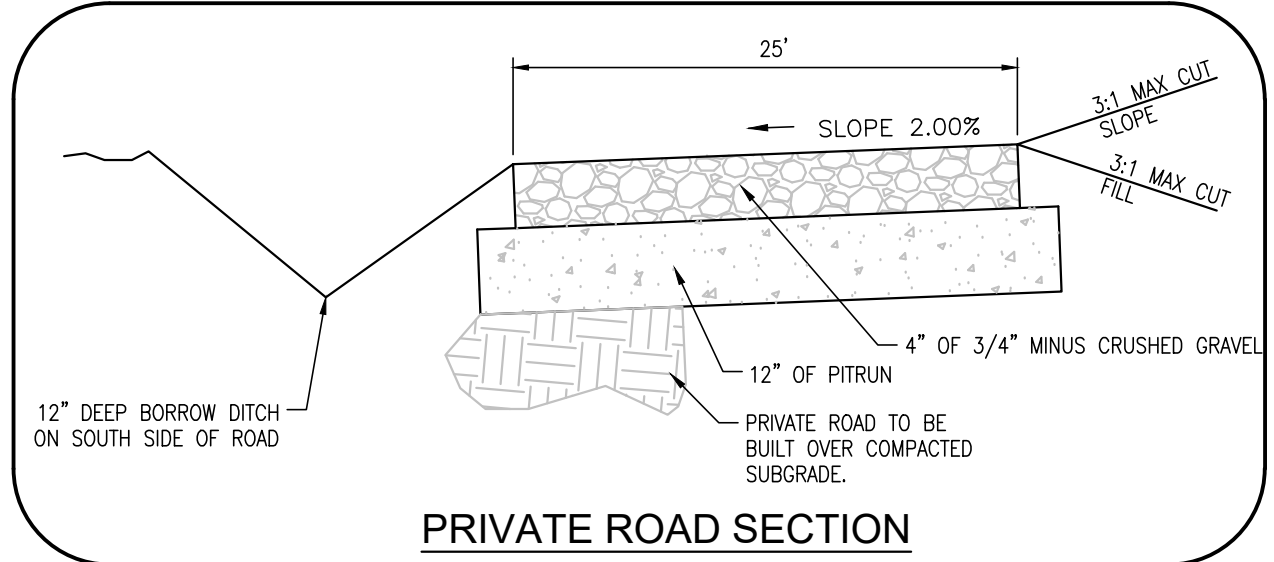 25'
SLOPE 2.00%
3:1 MAX CUT
SLOPE
3:1 MAX CUT
FILL
4" OF 3/4" MINUS CRUSHED GRAVEL
12" OF PITRUN
12" DEEP BORROW DITCH
ON SOUTH SIDE OF ROAD
PRIVATE ROAD TO BE
BUILT OVER COMPACTED
SUBGRADE.
PRIVATE ROAD SECTION